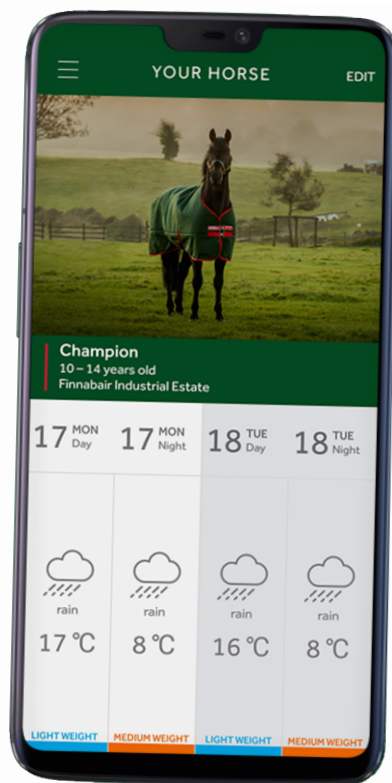 YOUR HORSE
EDIT
Champion
10 – 14 years old
Finnabair Industrial Estate
17 MON Day
17 MON Night
18 TUE Day
18 TUE Night
rain
rain
rain
rain
17 °C
8 °C
16 °C
8 °C
LIGHT WEIGHT
MEDIUM WEIGHT
LIGHT WEIGHT
MEDIUM WEIGHT